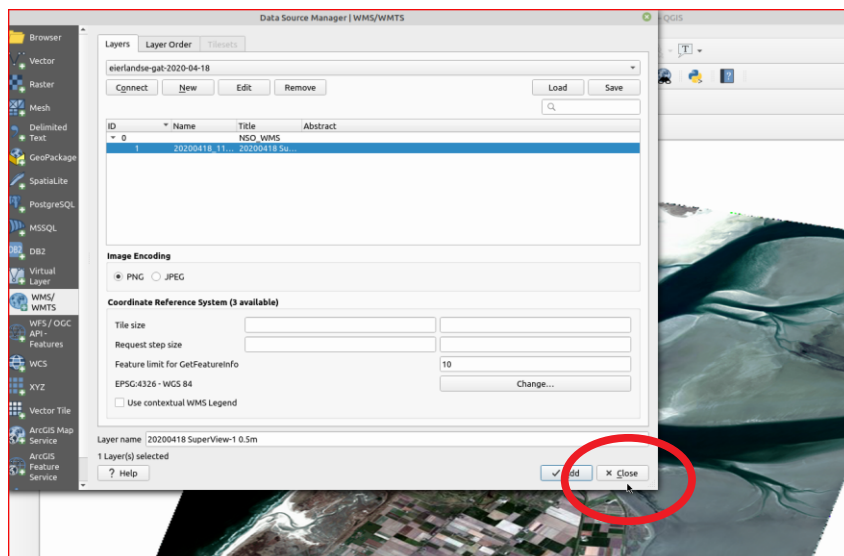 Data Source Manager | WMS/WMTS
QGIS
Browser
Vector
Raster
Mesh
Delimited
Text
GeoPackage
SpatiaLite
PostgreSQL
MSSQL
DB2
Virtual
Layer
WMS/
WMTS
WFS / OGC
API -
Features
WCS
XYZ
Vector Tile
ArcGIS Map
Service
ArcGIS
Feature
Service
Layers Layer Order Tilesets
eierlandse-gat-2020-04-18
Connect New Edit Remove Load Save
ID Name Title Abstract
0 NSO_WMS
1 20200418_11... 20200418 Su...
Image Encoding
PNG JPEG
Coordinate Reference System (3 available)
Tile size
Request step size
Feature limit for GetFeatureInfo 10
EPSG:4326 - WGS 84 Change...
Use contextual WMS Legend
Layer name 20200418 SuperView-1 0.5m
1 Layer(s) selected
? Help Add Close